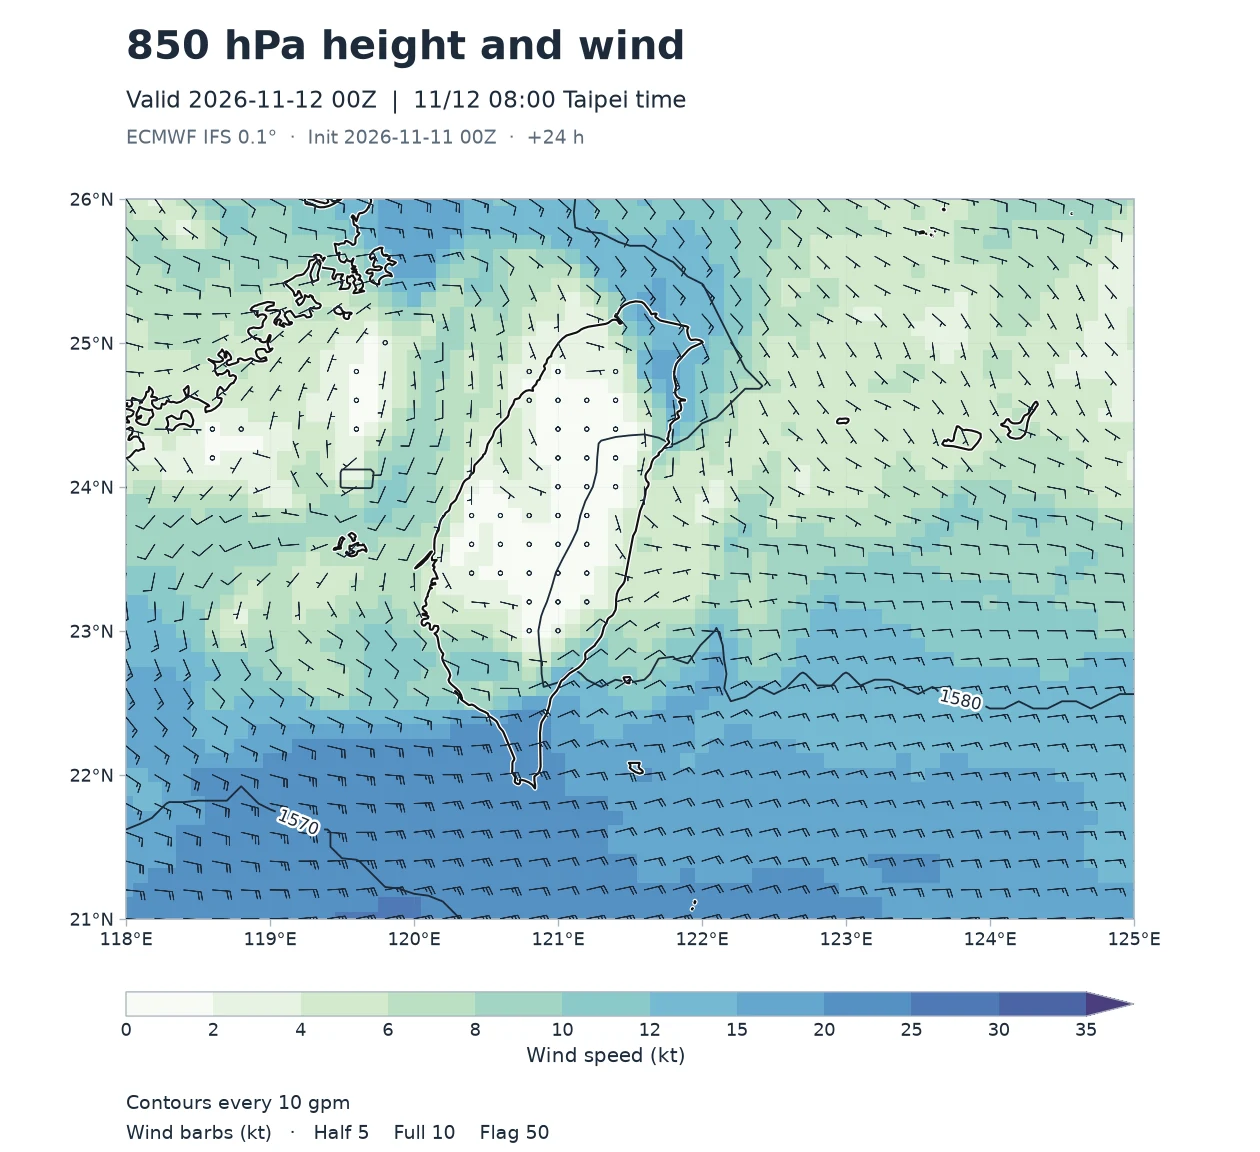 850 hPa height and wind
Valid 2026-11-12 00Z | 11/12 08:00 Taipei time
ECMWF IFS 0.1° · Init 2026-11-11 00Z · +24 h
26°N
25°N
24°N
23°N
1580
22°N
1570
21°N
118°E 119°E 120°E 121°E 122°E 123°E 124°E 125°E
0 2 4 6 8 10 12 15 20 25 30 35
Wind speed (kt)
Contours every 10 gpm
Wind barbs (kt) · Half 5 Full 10 Flag 50